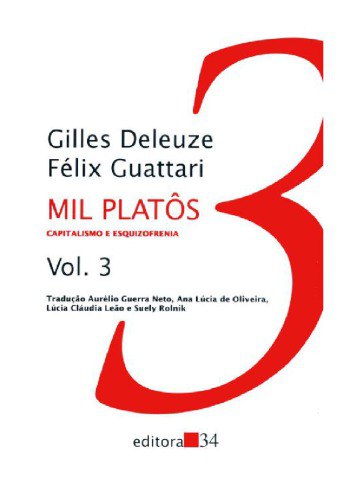 Gilles Deleuze
Félix Guattari
MIL PLATÔS
CAPITALISMO E ESQUIZOFRENIA
Vol. 3
3
Tradução Aurélio Guerra Neto, Ana Lúcia de Oliveira,
Lúcia Cláudia Leão e Suely Rolnik
editora 34